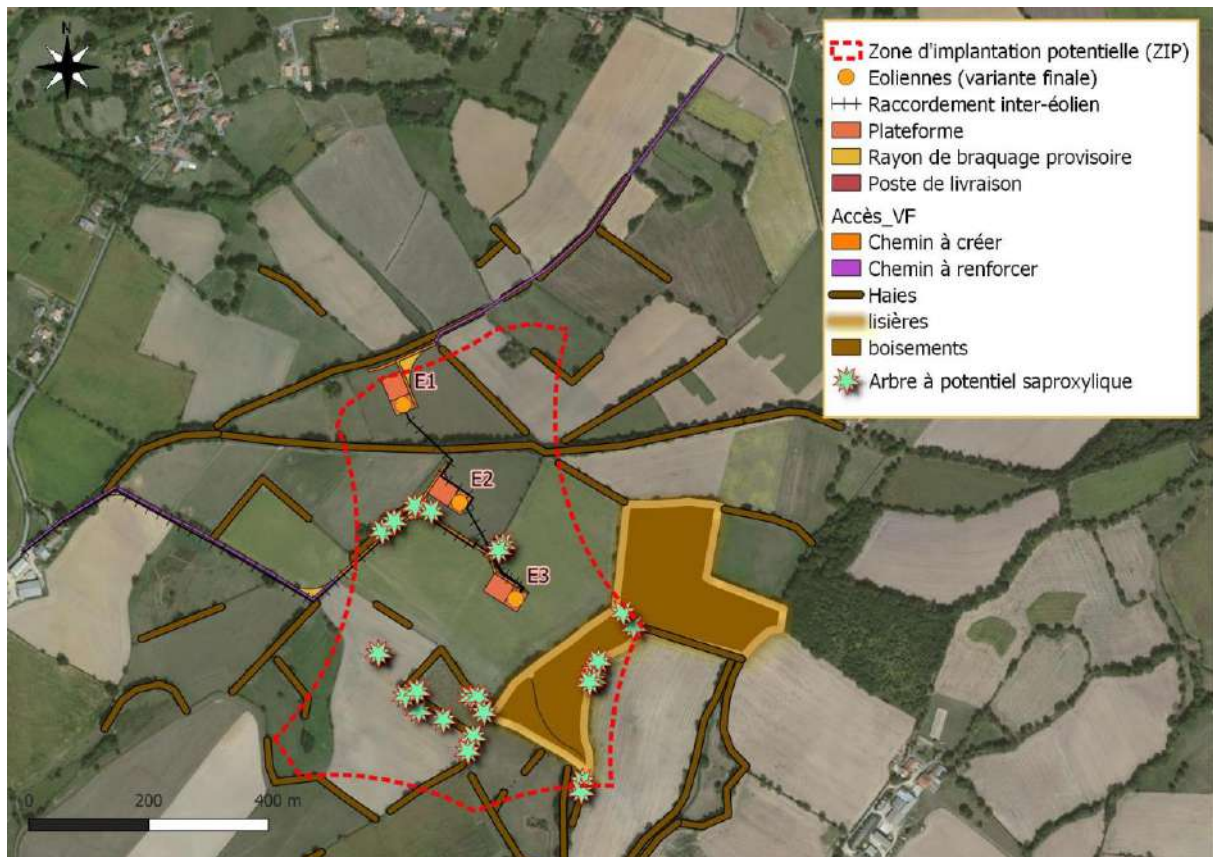 N
Zone d'implantation potentielle (ZIP)
Eoliennes (variante finale)
Raccordement inter-éolien
Plateforme
Rayon de braquage provisoire
Poste de livraison
Accès_VF
Chemin à créer
Chemin à renforcer
Haies
lisières
boisements
Arbre à potentiel saproxylique
E1
E2
E3
0 200 400 m